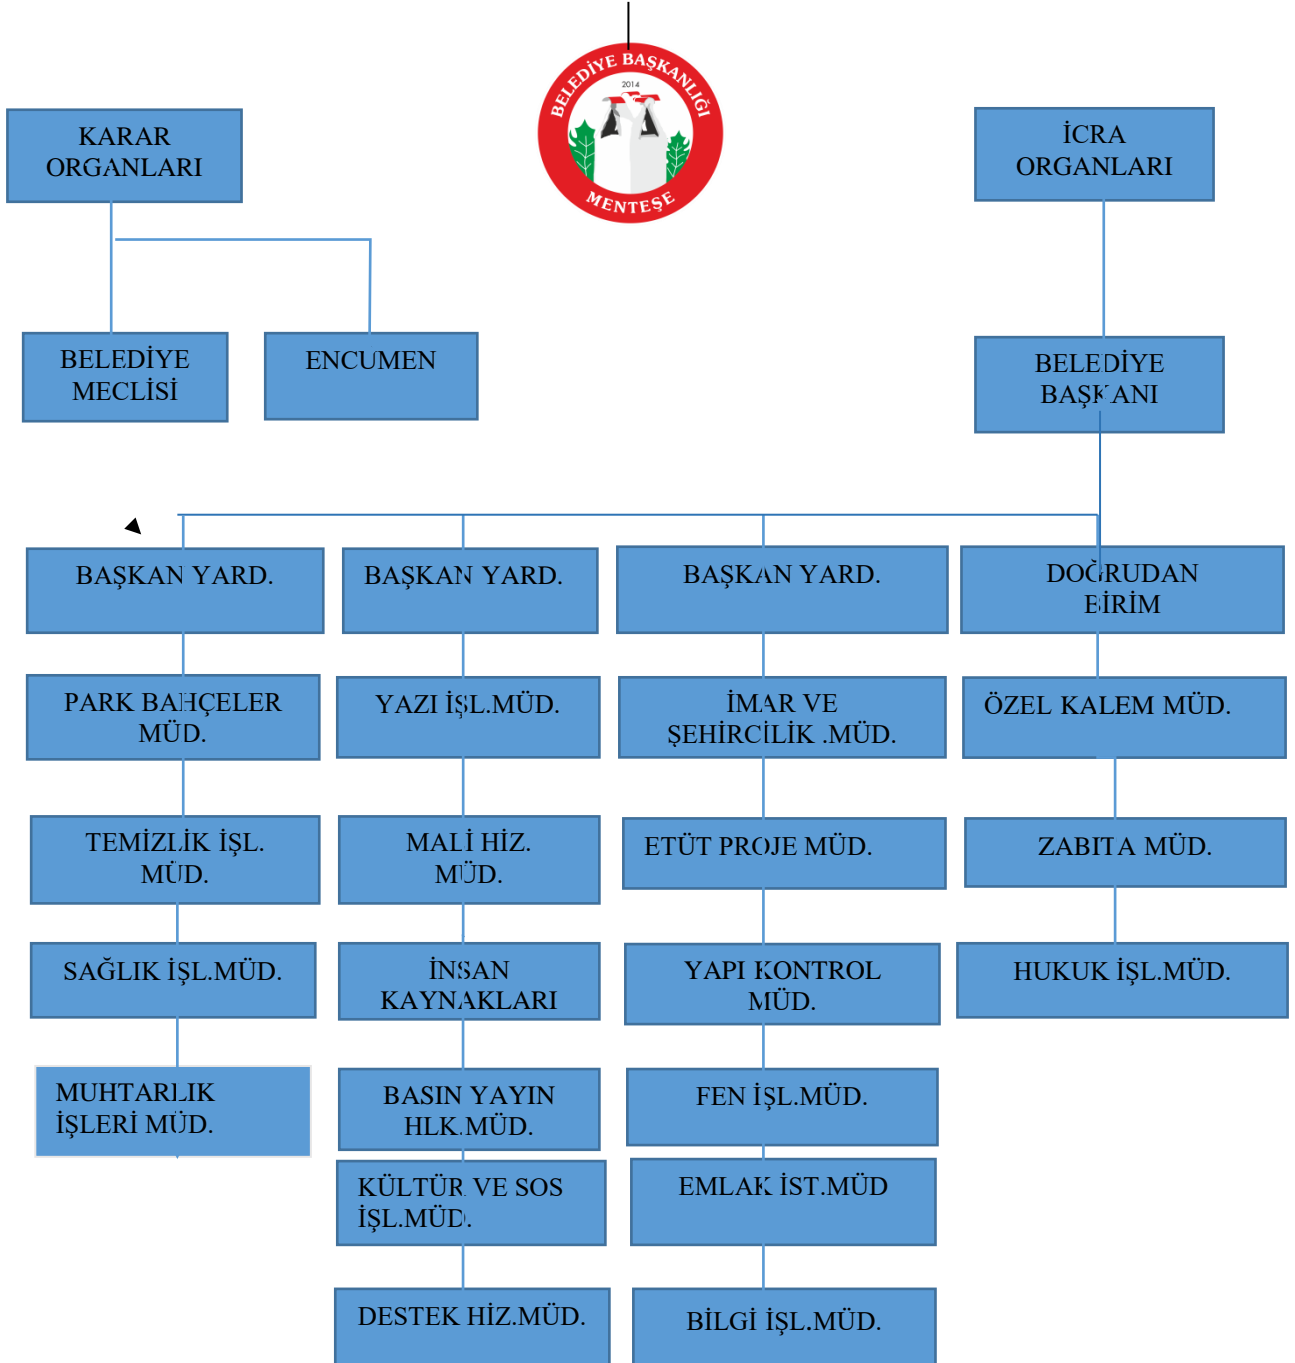 BELEDİYE BAŞKANLIĞI
2014
MENTEŞE
KARAR
ORGANLARI
İCRA
ORGANLARI
BELEDİYE
MECLİSİ
ENCUMEN
BELEDİYE
BAŞKANI
BAŞKAN YARD.
BAŞKAN YARD.
BAŞKAN YARD.
DOĞRUDAN
BİRİM
PARK BAHÇELER
MÜD.
YAZI İŞL.MÜD.
İMAR VE
ŞEHİRCİLİK .MÜD.
ÖZEL KALEM MÜD.
TEMİZLİK İŞL.
MÜD.
MALİ HİZ.
MÜD.
ETÜT PROJE MÜD.
ZABITA MÜD.
SAĞLIK İŞL.MÜD.
İNSAN
KAYNAKLARI
YAPI KONTROL
MÜD.
HUKUK İŞL.MÜD.
MUHTARLIK
İŞLERİ MÜD.
BASIN YAYIN
HLK.MÜD.
FEN İŞL.MÜD.
KÜLTÜR VE SOS
İŞL.MÜD.
EMLAK İST.MÜD
DESTEK HİZ.MÜD.
BİLGİ İŞL.MÜD.